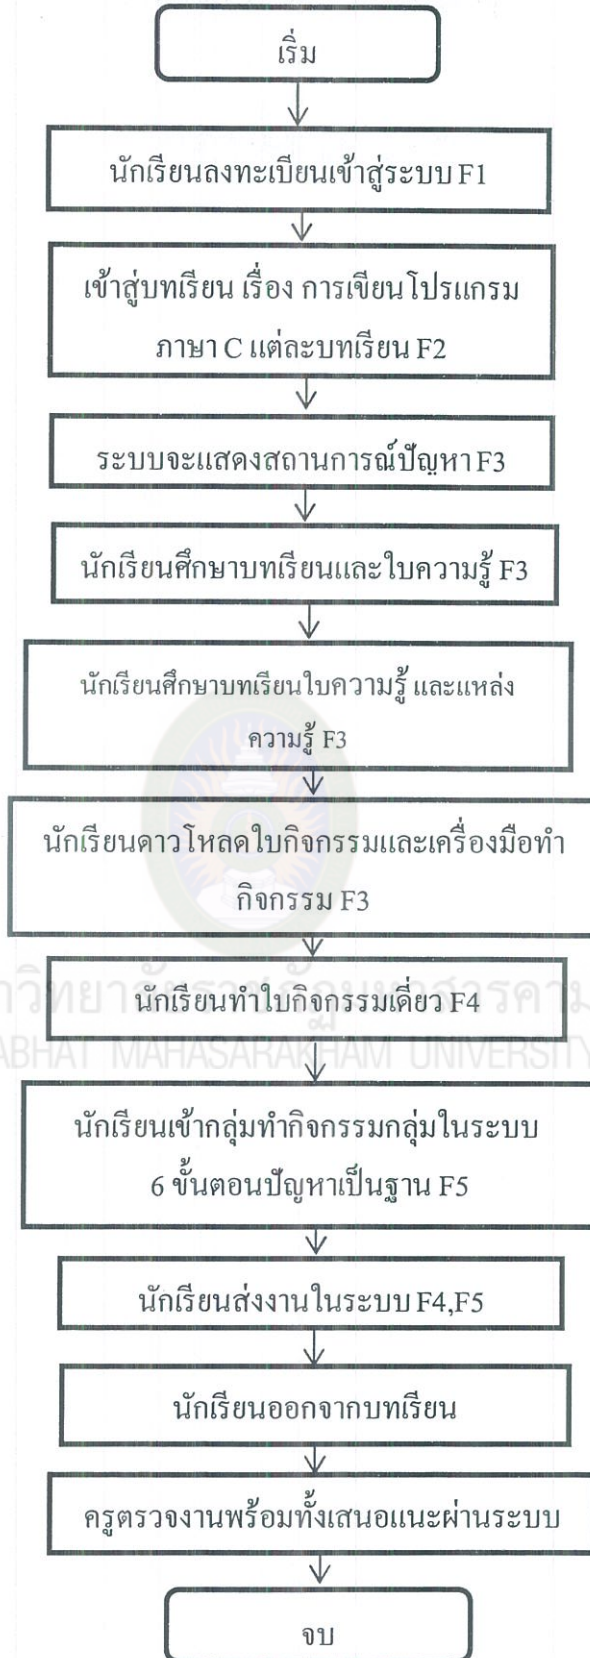 เริ่ม
นักเรียนลงทะเบียนเข้าสู่ระบบ F1
เข้าสู่บทเรียน เรื่อง การเขียนโปรแกรม
ภาษา C แต่ละบทเรียน F2
ระบบจะแสดงสถานการณ์ปัญหา F3
นักเรียนศึกษาบทเรียนและใบความรู้ F3
นักเรียนศึกษาบทเรียนใบความรู้ และแหล่ง
ความรู้ F3
นักเรียนดาวโหลดใบกิจกรรมและเครื่องมือทำ
กิจกรรม F3
นักเรียนทำใบกิจกรรมเดี่ยว F4
ABHAT MAHASARAKHAM UNIVERSITY
นักเรียนเข้ากลุ่มทำกิจกรรมกลุ่มในระบบ
6 ขั้นตอนปัญหาเป็นฐาน F5
นักเรียนส่งงานในระบบ F4,F5
นักเรียนออกจากบทเรียน
ครูตรวจงานพร้อมทั้งเสนอแนะผ่านระบบ
จบ